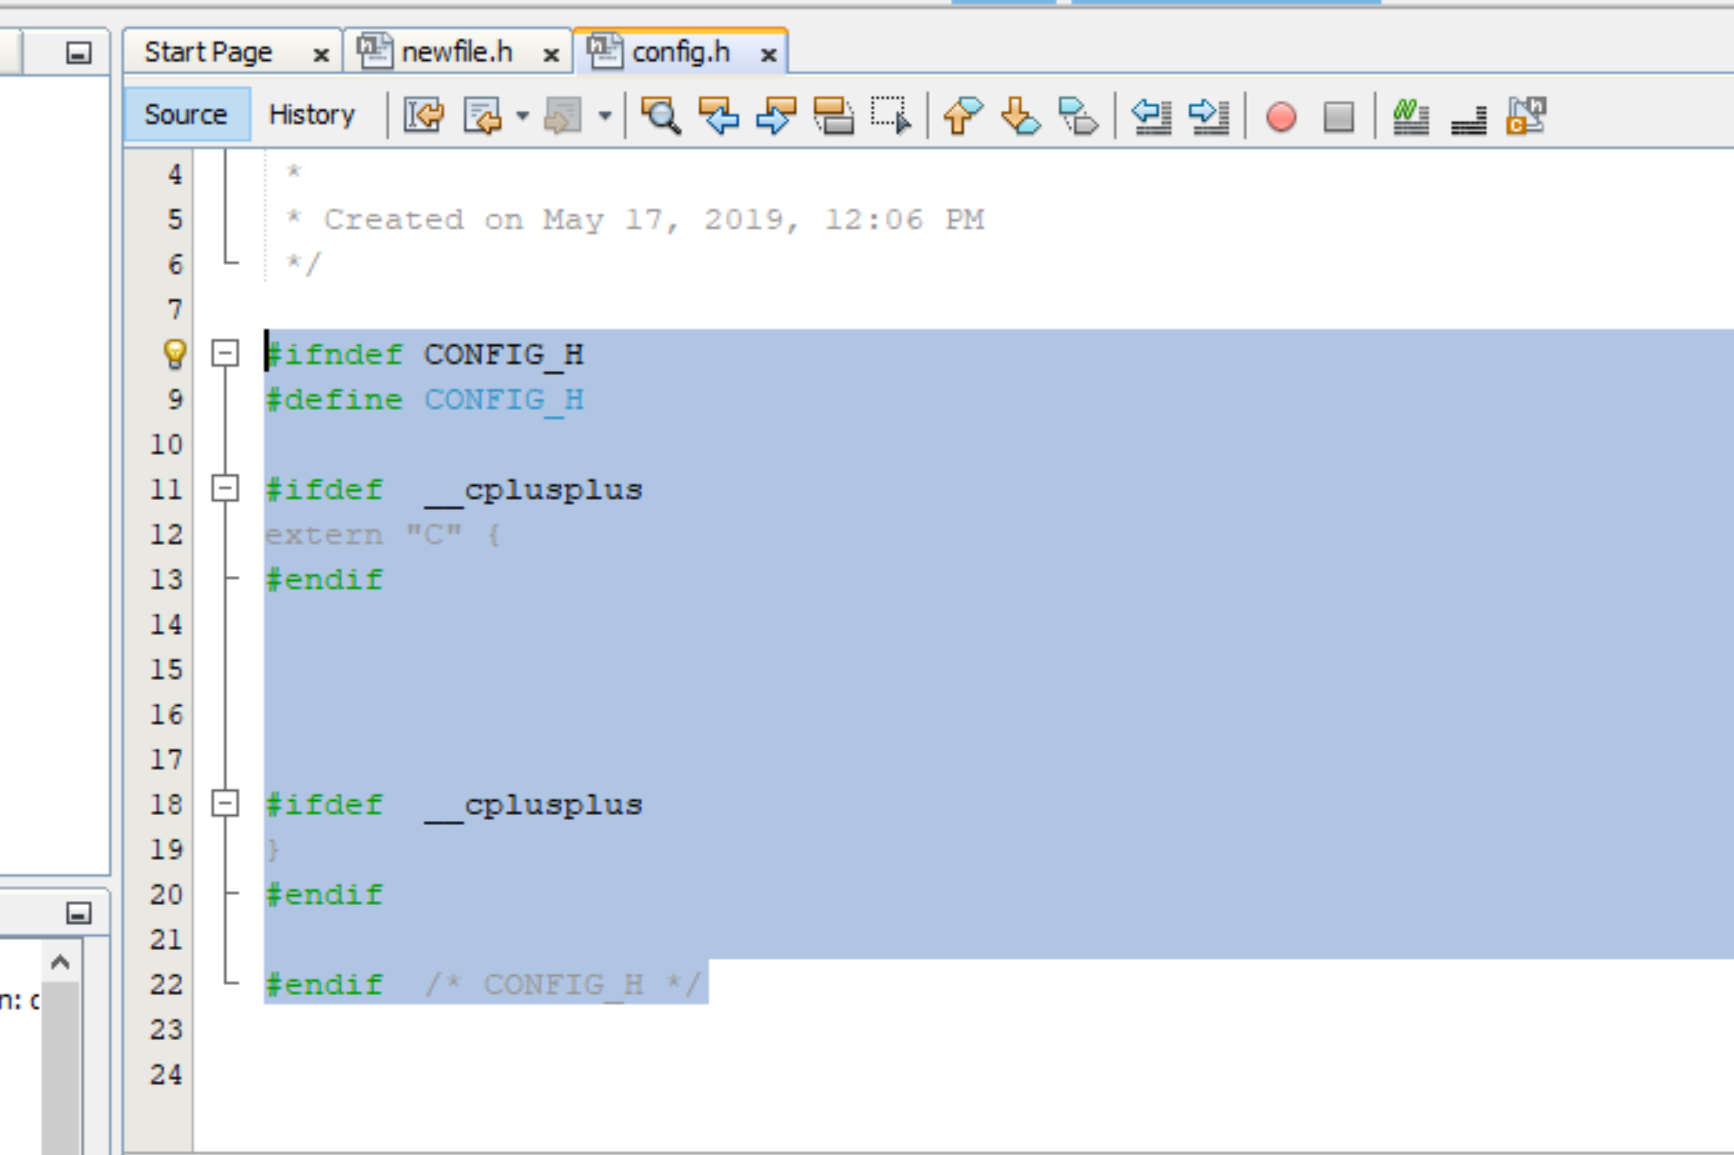 Start Page x newfile.h x config.h x
Source History
4 *
5 * Created on May 17, 2019, 12:06 PM
6 */
7
#ifndef CONFIG_H
9 #define CONFIG_H
10
11 #ifdef __cplusplus
12 extern "C" {
13 #endif
14
15
16
17
18 #ifdef __cplusplus
19 }
20 #endif
21
22 #endif /* CONFIG_H */
23
24
n: